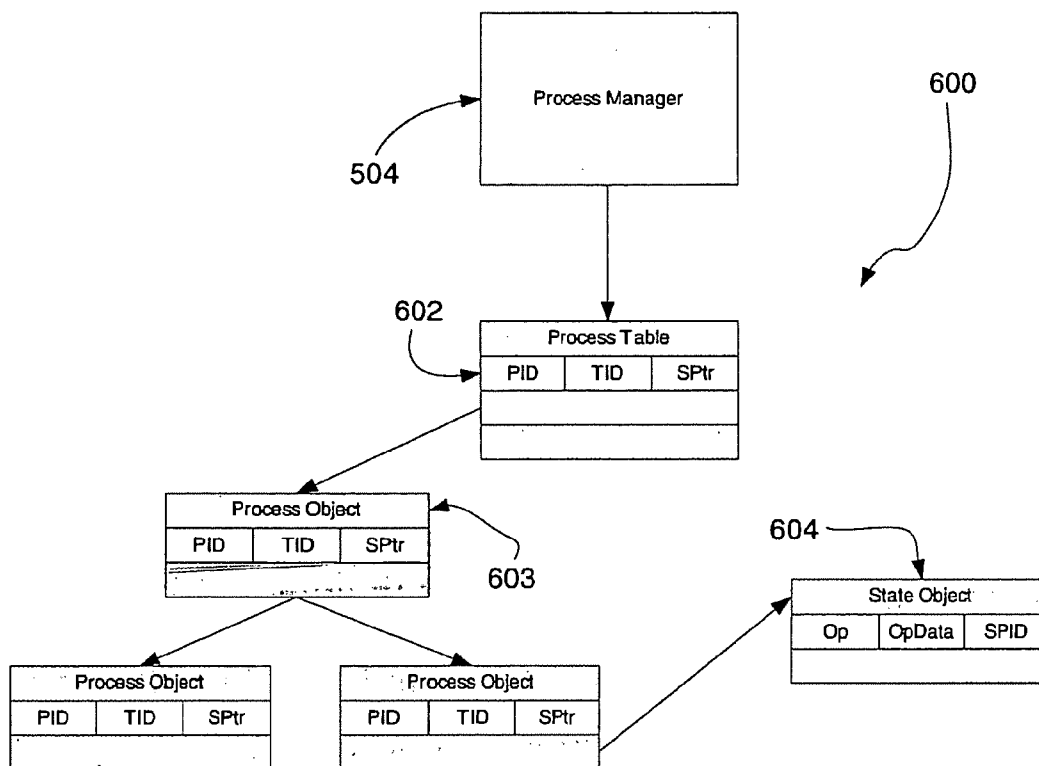 Process Manager
600
504
602
Process Table
PID TID SPtr
Process Object
PID TID SPtr
603
604
State Object
Op OpData SPID
Process Object
PID TID SPtr
Process Object
PID TID SPtr